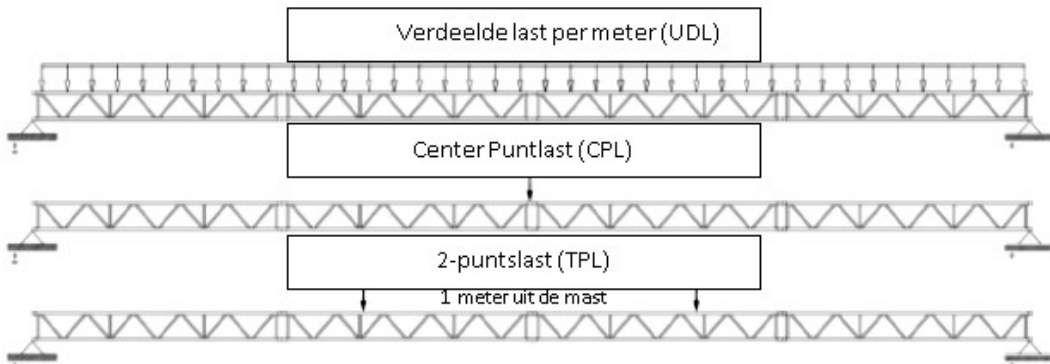 Verdeelde last per meter (UDL)
Center Puntlast (CPL)
2-puntslast (TPL)
1 meter uit de mast